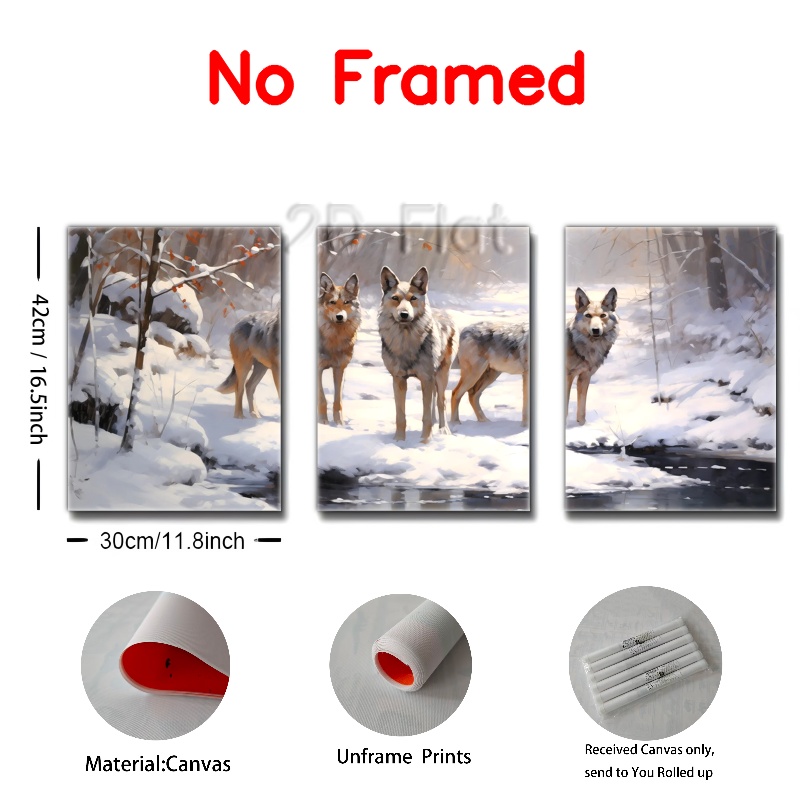 No Framed
2D Flat
42cm / 16.5inch
30cm/11.8inch
Material:Canvas
Unframe Prints
Received Canvas only,
send to You Rolled up